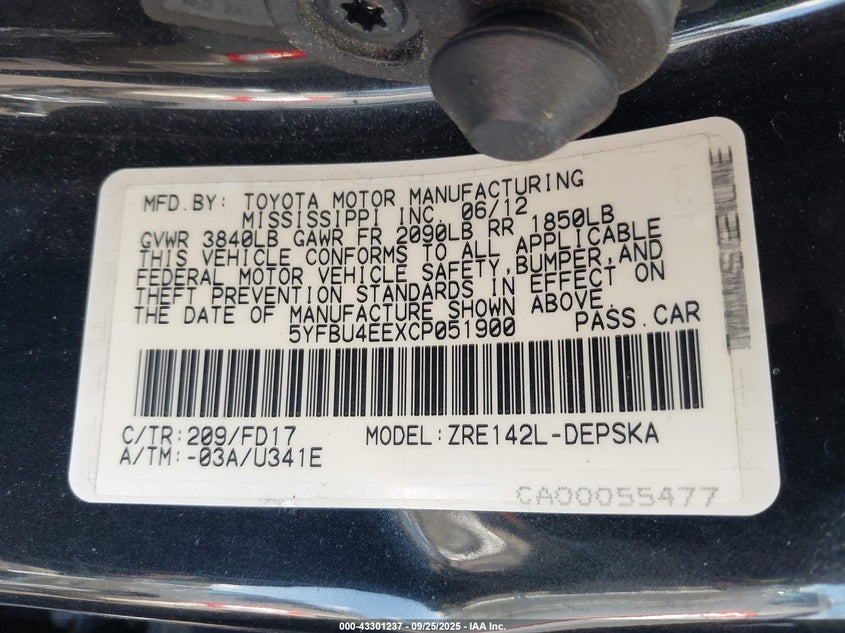 MFD.BY: TOYOTA MOTOR MANUFACTURING
MISSISSIPPI INC. 06/12
GVWR 3840LB GAWR FR 2090LB RR 1850LB
THIS VEHICLE CONFORMS TO ALL APPLICABLE
FEDERAL MOTOR VEHICLE SAFETY,BUMPER,AND
THEFT PREVENTION STANDARDS IN EFFECT ON
THE DATE OF MANUFACTURE SHOWN ABOVE.
5YFBU4EEXCP051900 PASS.CAR
C/TR:209/FD17 MODEL:ZRE142L-DEPSKA
A/TM:-03A/U341E
CA00055477
000-43301237 - 09/25/2025 - IAA Inc.